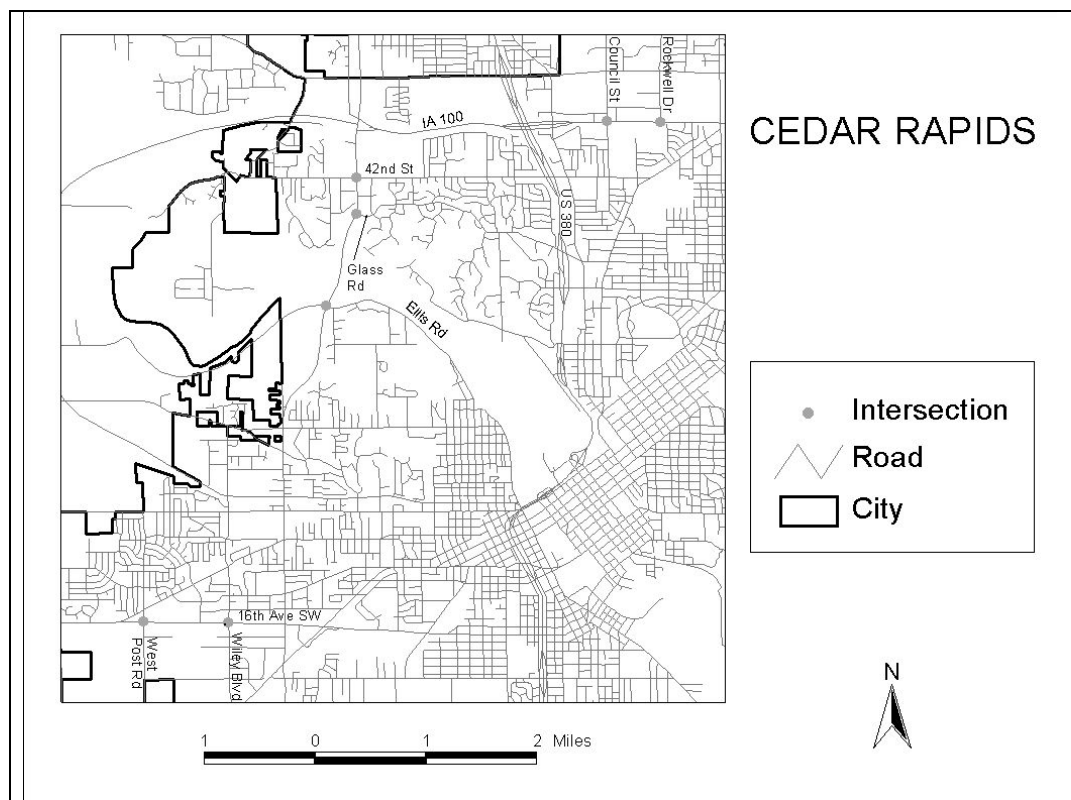 CEDAR RAPIDS
Council St
Rockwell Dr
IA 100
42nd St
US 380
Glass
Rd
Ellis Rd
16th Ave SW
West
Post Rd
Wiley Blvd
Intersection
Road
City
N
1 0 1 2 Miles